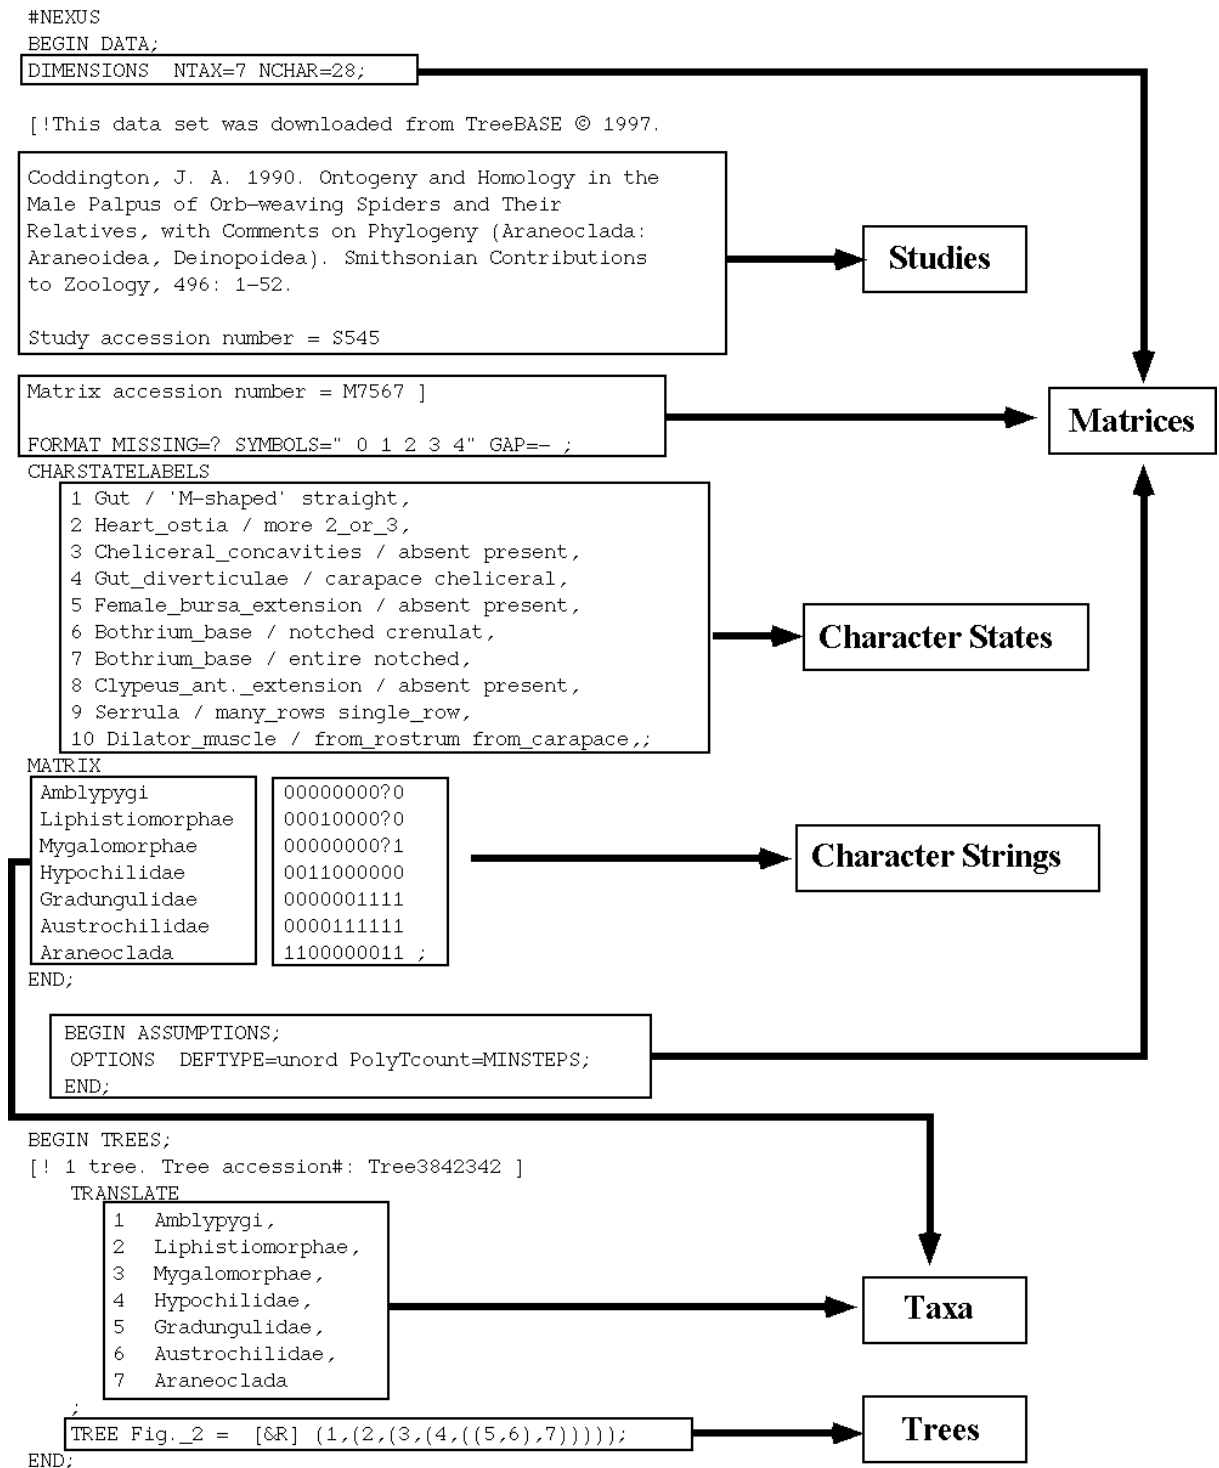 #NEXUS
BEGIN DATA;
DIMENSIONS  NTAX=7 NCHAR=28;
[!This data set was downloaded from TreeBASE © 1997.
Coddington, J. A. 1990. Ontogeny and Homology in the
Male Palpus of Orb-weaving Spiders and Their
Relatives, with Comments on Phylogeny (Araneoclada:
Araneoidea, Deinopoidea). Smithsonian Contributions
to Zoology, 496: 1-52.
Studies
Study accession number = S545
Matrix accession number = M7567 ]
Matrices
FORMAT MISSING=? SYMBOLS=" 0 1 2 3 4" GAP=- ;
CHARSTATELABELS
1 Gut / 'M-shaped' straight,
2 Heart_ostia / more 2_or_3,
3 Cheliceral_concavities / absent present,
4 Gut_diverticulae / carapace cheliceral,
5 Female_bursa_extension / absent present,
6 Bothrium_base / notched crenulat,
7 Bothrium_base / entire notched,
8 Clypeus_ant._extension / absent present,
9 Serrula / many_rows single_row,
10 Dilator_muscle / from_rostrum from_carapace,;
Character States
MATRIX
Amblypygi 00000000?0
Liphistiomorphae 00010000?0
Mygalomorphae 00000000?1
Hypochilidae 0011000000
Gradungulidae 0000001111
Austrochilidae 0000111111
Araneoclada 1100000011 ;
Character Strings
END;
BEGIN ASSUMPTIONS;
OPTIONS  DEFTYPE=unord PolyTcount=MINSTEPS;
END;
BEGIN TREES;
[! 1 tree. Tree accession#: Tree3842342 ]
TRANSLATE
1 Amblypygi,
2 Liphistiomorphae,
3 Mygalomorphae,
4 Hypochilidae,
5 Gradungulidae,
6 Austrochilidae,
7 Araneoclada
Taxa
;
TREE Fig._2 =  [&R] (1,(2,(3,(4,((5,6),7)))));
Trees
END;